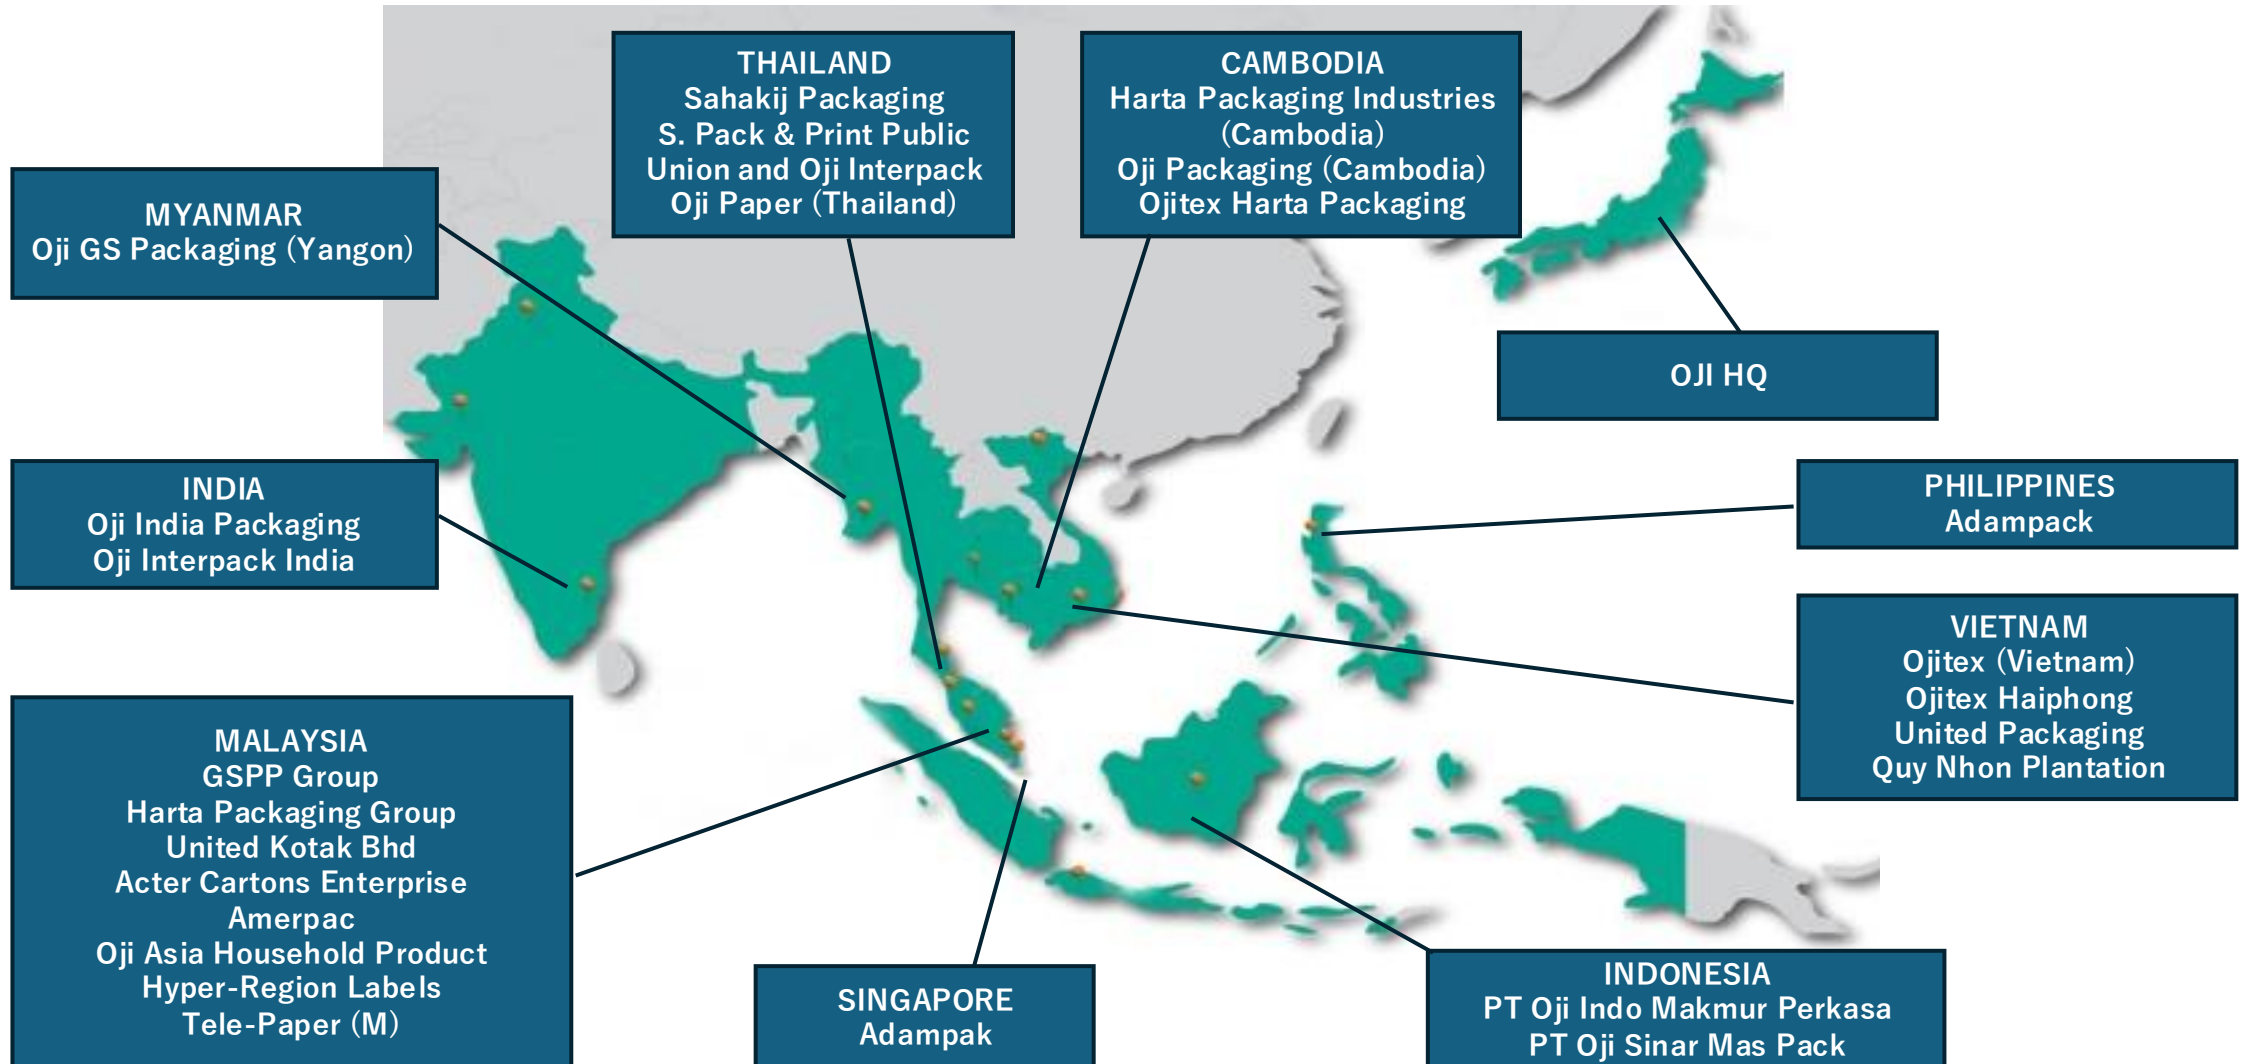 THAILAND
Sahakij Packaging
S. Pack & Print Public
Union and Oji Interpack
Oji Paper (Thailand)
CAMBODIA
Harta Packaging Industries
(Cambodia)
Oji Packaging (Cambodia)
Ojitex Harta Packaging
MYANMAR
Oji GS Packaging (Yangon)
OJI HQ
INDIA
Oji India Packaging
Oji Interpack India
PHILIPPINES
Adampack
VIETNAM
Ojitex (Vietnam)
Ojitex Haiphong
United Packaging
Quy Nhon Plantation
MALAYSIA
GSPP Group
Harta Packaging Group
United Kotak Bhd
Acter Cartons Enterprise
Amerpac
Oji Asia Household Product
Hyper-Region Labels
Tele-Paper (M)
SINGAPORE
Adampak
INDONESIA
PT Oji Indo Makmur Perkasa
PT Oji Sinar Mas Pack